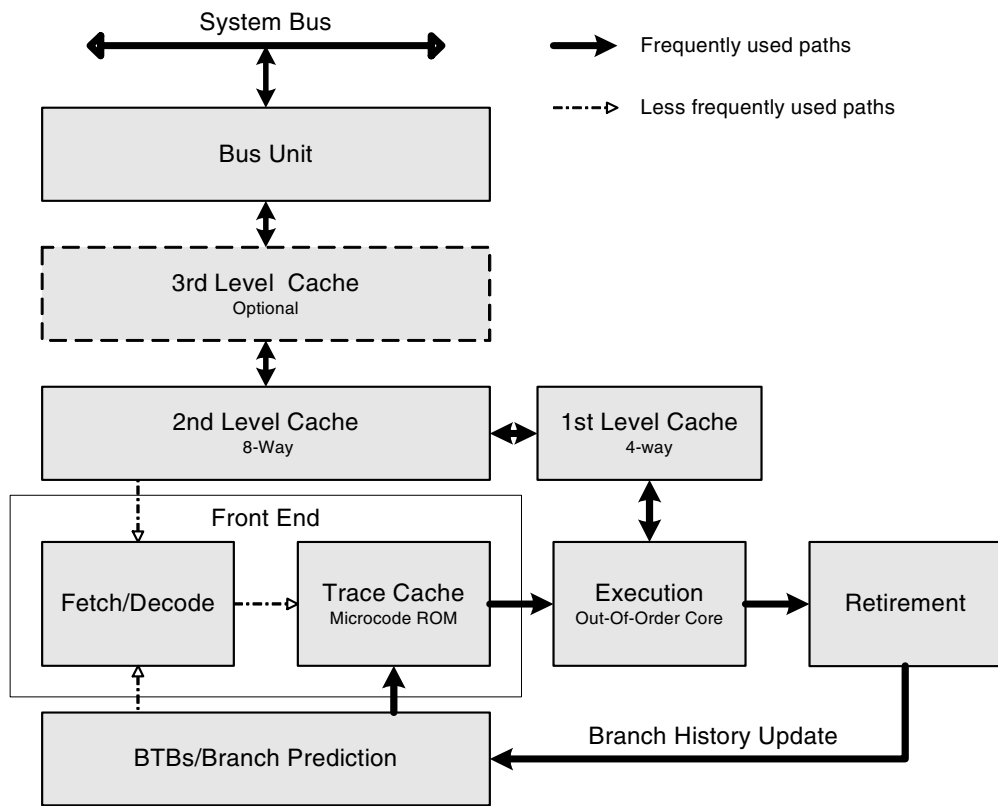 System Bus
Frequently used paths
Less frequently used paths
Bus Unit
3rd Level Cache
Optional
2nd Level Cache
8-Way
1st Level Cache
4-way
Front End
Fetch/Decode
Trace Cache
Microcode ROM
Execution
Out-Of-Order Core
Retirement
Branch History Update
BTBs/Branch Prediction